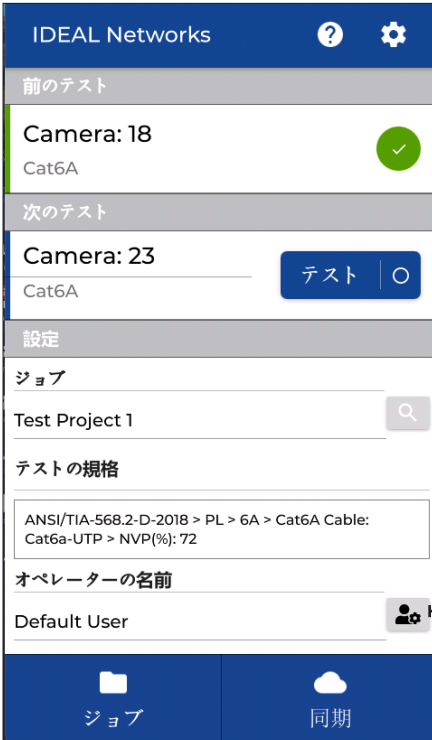 IDEAL Networks
前のテスト
Camera: 18
Cat6A
次のテスト
Camera: 23
Cat6A
テスト
設定
ジョブ
Test Project 1
テストの規格
ANSI/TIA-568.2-D-2018 > PL > 6A > Cat6A Cable:
Cat6a-UTP > NVP(%): 72
オペレーターの名前
Default User
ジョブ
同期